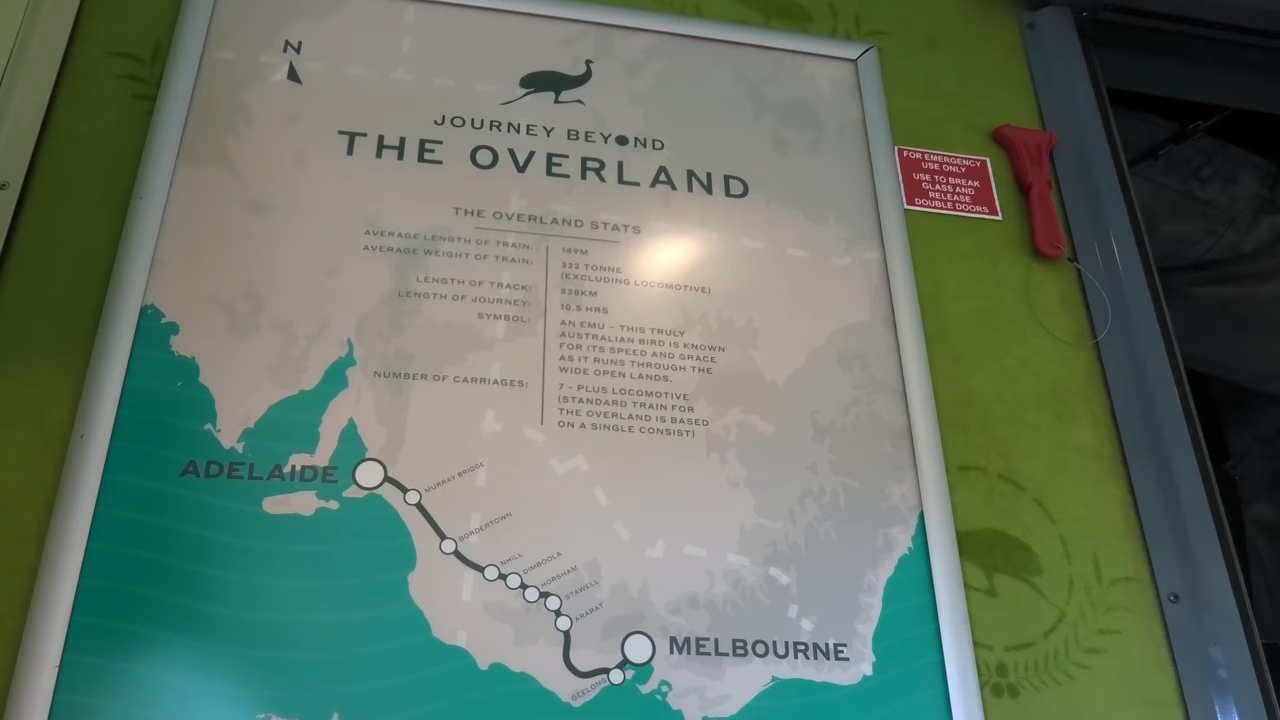 N
JOURNEY BEYOND
THE OVERLAND
THE OVERLAND STATS
AVERAGE LENGTH OF TRAIN: 189M
AVERAGE WEIGHT OF TRAIN: 322 TONNE
(EXCLUDING LOCOMOTIVE)
LENGTH OF TRACK: 828KM
LENGTH OF JOURNEY: 10.5 HRS
SYMBOL: AN EMU – THIS TRULY
AUSTRALIAN BIRD IS KNOWN
FOR ITS SPEED AND GRACE
AS IT RUNS THROUGH THE
WIDE OPEN LANDS.
NUMBER OF CARRIAGES: 7 - PLUS LOCOMOTIVE
(STANDARD TRAIN FOR
THE OVERLAND IS BASED
ON A SINGLE CONSIST)
ADELAIDE
MURRAY BRIDGE
BORDERTOWN
NHILL
DIMBOOLA
HORSHAM
STAWELL
ARARAT
GEELONG
MELBOURNE
FOR EMERGENCY
USE ONLY
USE TO BREAK
GLASS AND
RELEASE
DOUBLE DOORS